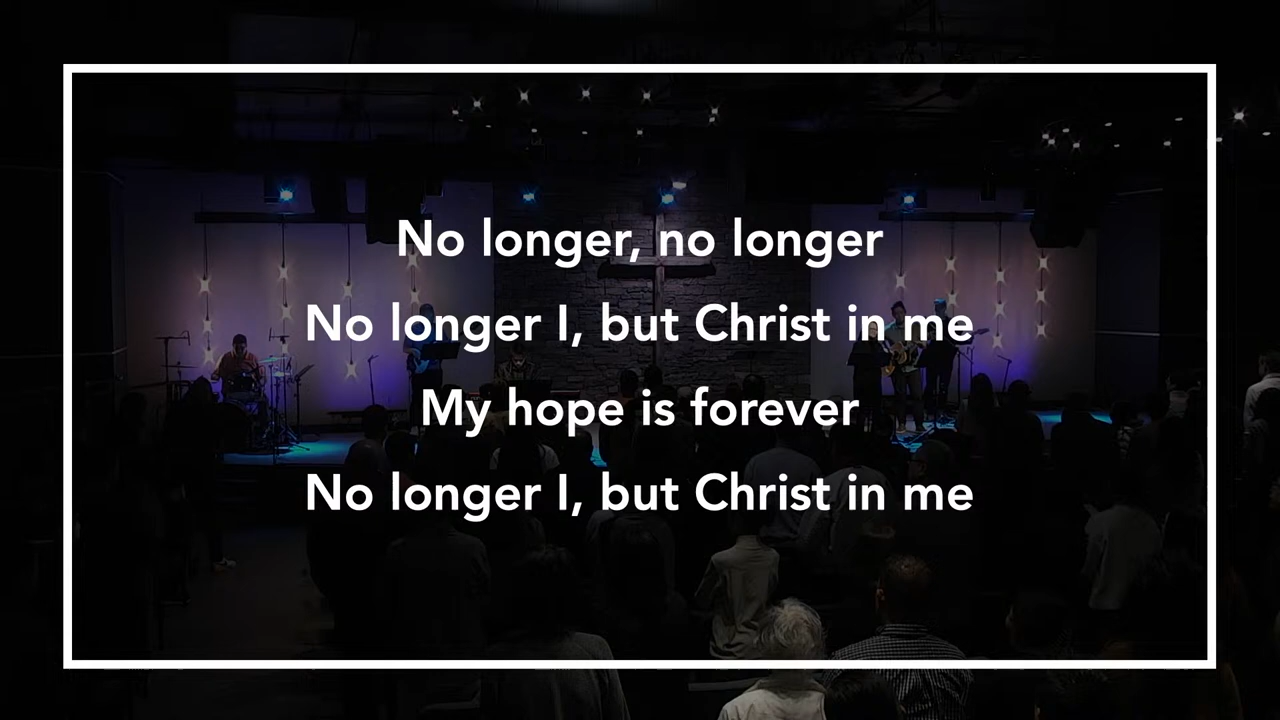 No longer, no longer
No longer I, but Christ in me
My hope is forever
No longer I, but Christ in me